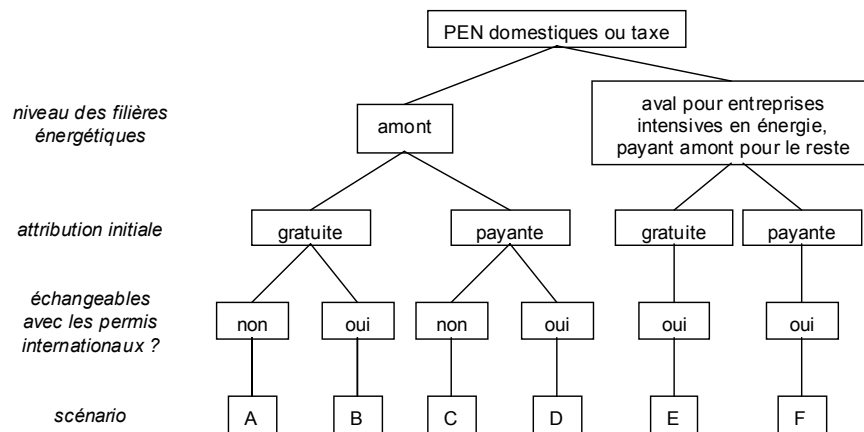 PEN domestiques ou taxe
niveau des filières
énergétiques
amont
aval pour entreprises
intensives en énergie,
payant amont pour le reste
attribution initiale
gratuite
payante
gratuite
payante
échangeables
avec les permis
internationaux ?
non
oui
non
oui
oui
oui
scénario
A
B
C
D
E
F